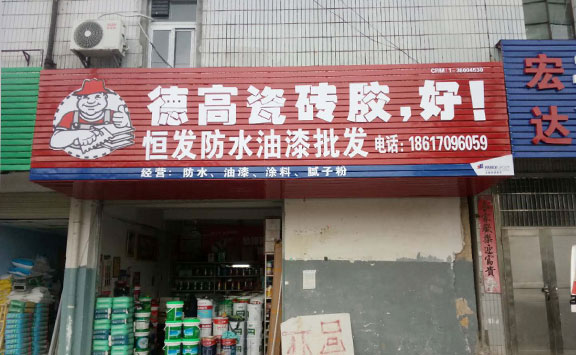 德高瓷砖胶,好!
恒发防水油漆批发 电话:18617096059
经营:防水、油漆、涂料、腻子粉
宏
达